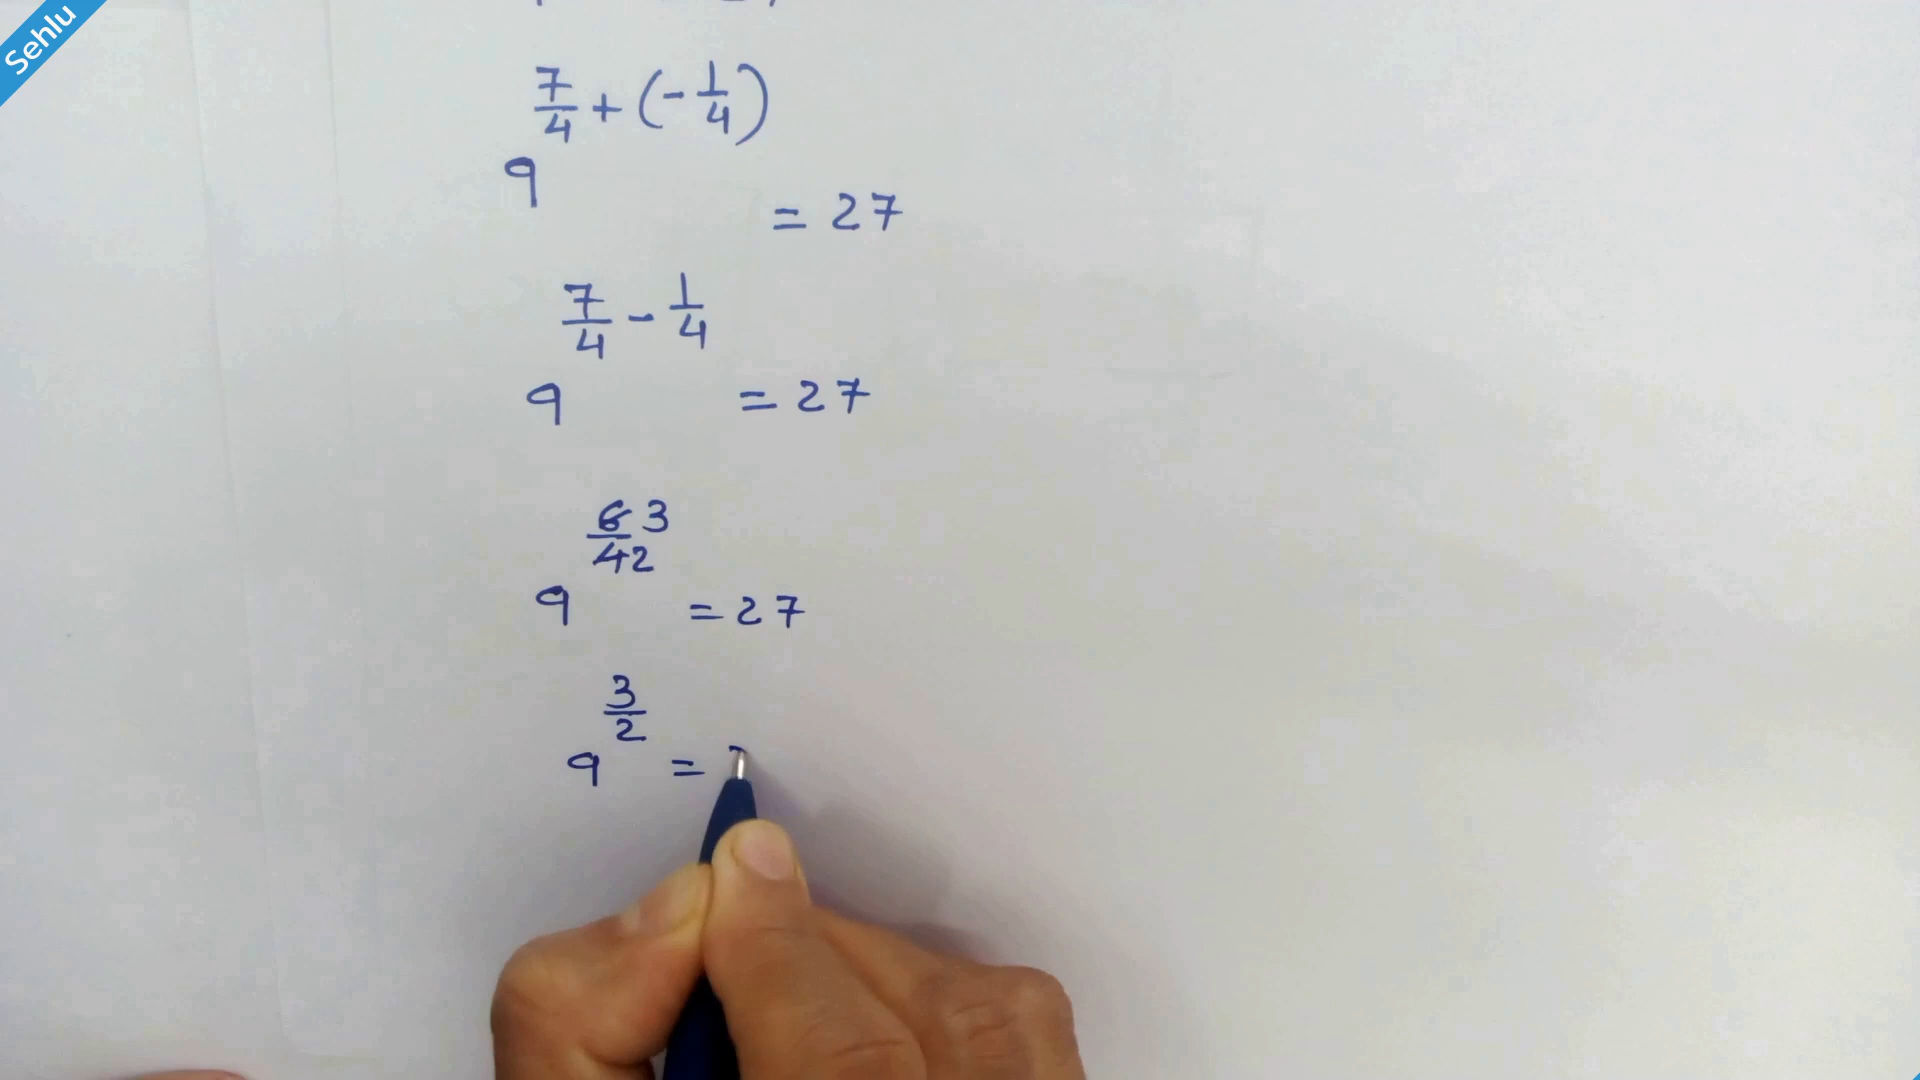 Sehlu
7/4 + (-1/4)
9 = 27
7/4 - 1/4
9 = 27
6 3
4 2
9 = 27
3/2
9 =